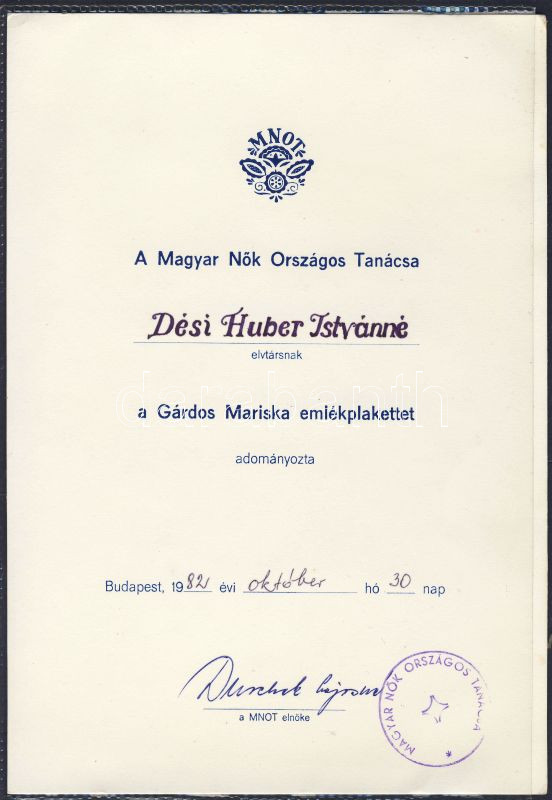 MNOT
A Magyar Nők Országos Tanácsa
Dési Huber Istvánné
elvtársnak
a Gárdos Mariska emlékplakettet
adományozta
Budapest, 1982 évi október hó 30 nap
a MNOT elnöke
MAGYAR NŐK ORSZÁGOS TANÁCSA *